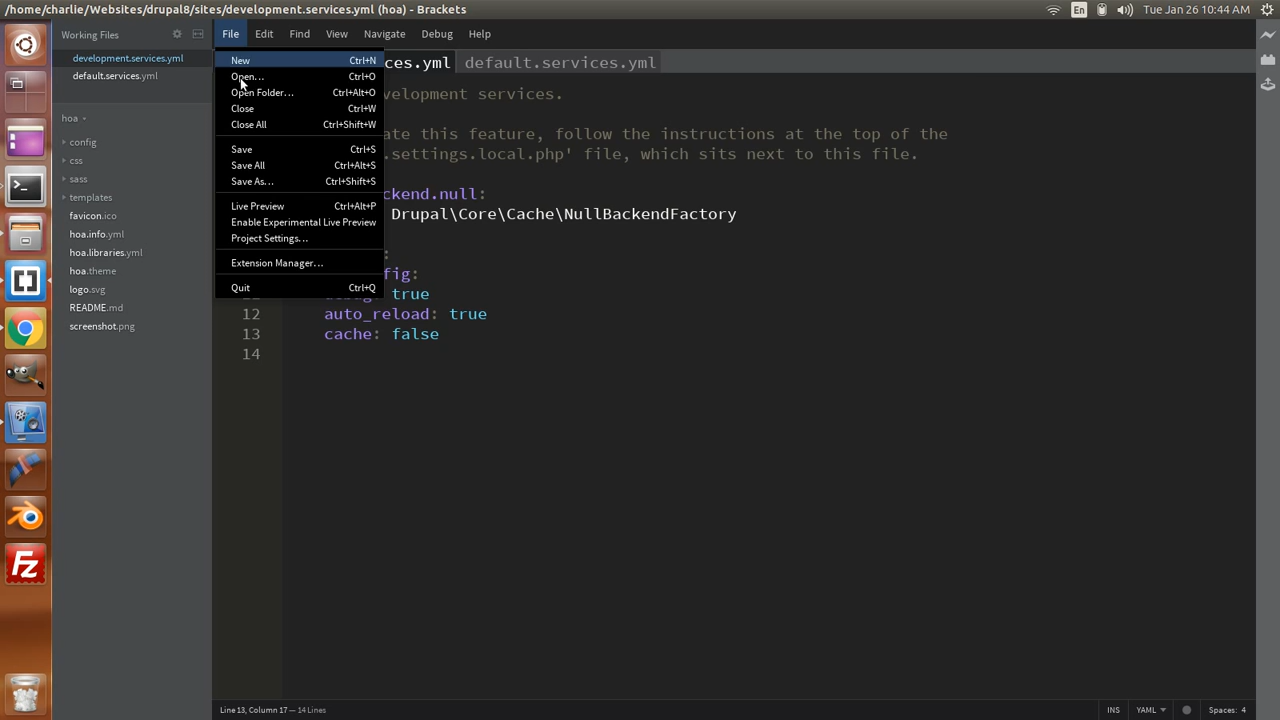 /home/charlie/Websites/drupal8/sites/development.services.yml (hoa) - Brackets
En
Tue Jan 26 10:44 AM
Working Files
development.services.yml
default.services.yml
hoa
config
css
sass
templates
favicon.ico
hoa.info.yml
hoa.libraries.yml
hoa.theme
logo.svg
README.md
screenshot.png
File Edit Find View Navigate Debug Help
New Ctrl+N
Open... Ctrl+O
Open Folder... Ctrl+Alt+O
Close Ctrl+W
Close All Ctrl+Shift+W
Save Ctrl+S
Save All Ctrl+Alt+S
Save As... Ctrl+Shift+S
Live Preview Ctrl+Alt+P
Enable Experimental Live Preview
Project Settings...
Extension Manager...
Quit Ctrl+Q
ces.yml default.services.yml
velopment services.
ate this feature, follow the instructions at the top of the
.settings.local.php' file, which sits next to this file.
ckend.null:
Drupal\Core\Cache\NullBackendFactory
:
fig:
true
12 auto_reload: true
13 cache: false
14
Line 13, Column 17 — 14 Lines
INS
YAML
Spaces: 4
Fz